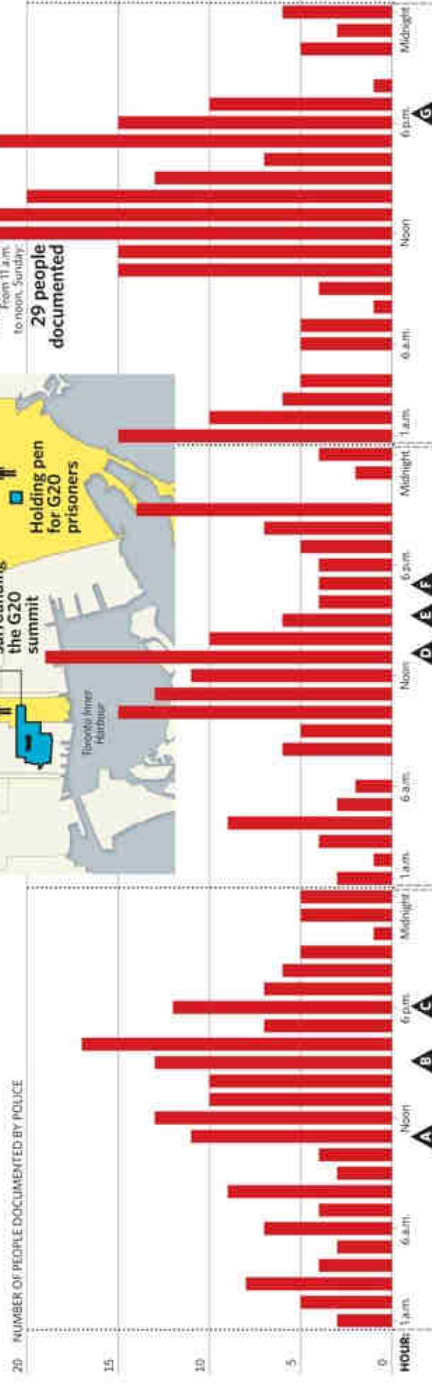 20 NUMBER OF PEOPLE DOCUMENTED BY POLICE
From 11 a.m.
to noon, Sunday:
29 people
documented
the G20
summit
Holding pen
for G20
prisoners
Toronto Inner
Harbour
15
10
5
0
HOUR: 1 a.m. 6 a.m. Noon 6 p.m. Midnight 1 a.m. 6 a.m. Noon 6 p.m. Midnight 1 a.m. 6 a.m. Noon 6 p.m. Midnight
A B C D E F G